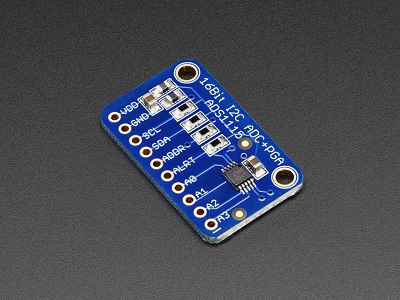 16Bit I2C ADC+PGA
ADS1115
VDD
GND
SCL
SDA
ADDR
ALRT
A0
A1
A2
A3